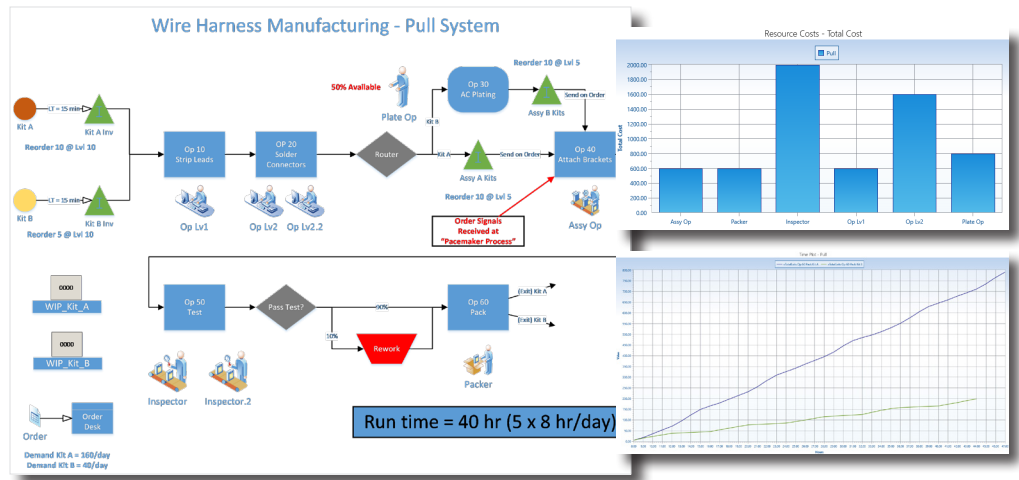 Wire Harness Manufacturing - Pull System
Kit A
LT = 15 min
Kit A Inv
Reorder 10 @ Lvl 10
Kit B
LT = 15 min
Kit B Inv
Reorder 5 @ Lvl 10
Op 10
Strip Leads
Op Lv1
OP 20
Solder
Connectors
Op Lv2
Op Lv2.2
Router
50% Available
Plate Op
Kit B
Kit A
Op 30
AC Plating
Reorder 10 @ Lvl 5
Assy B Kits
Send on Order
Assy A Kits
Send on Order
Reorder 10 @ Lvl 5
Op 40
Attach Brackets
Assy Op
Order Signals
Received at
"Pacemaker Process"
0000
WIP_Kit_A
0000
WIP_Kit_B
Order
Order
Desk
Demand Kit A = 160/day
Demand Kit B = 40/day
Op 50
Test
Inspector
Inspector.2
Pass Test?
90%
10%
Rework
Op 60
Pack
Packer
(Exit) Kit A
(Exit) Kit B
Run time = 40 hr (5 x 8 hr/day)
Resource Costs - Total Cost
Pull
Total Cost
2000.00
1800.00
1600.00
1400.00
1200.00
1000.00
800.00
600.00
400.00
200.00
0.00
Assy Op
Packer
Inspector
Op Lv1
Op Lv2
Plate Op
Time Plot - Pull